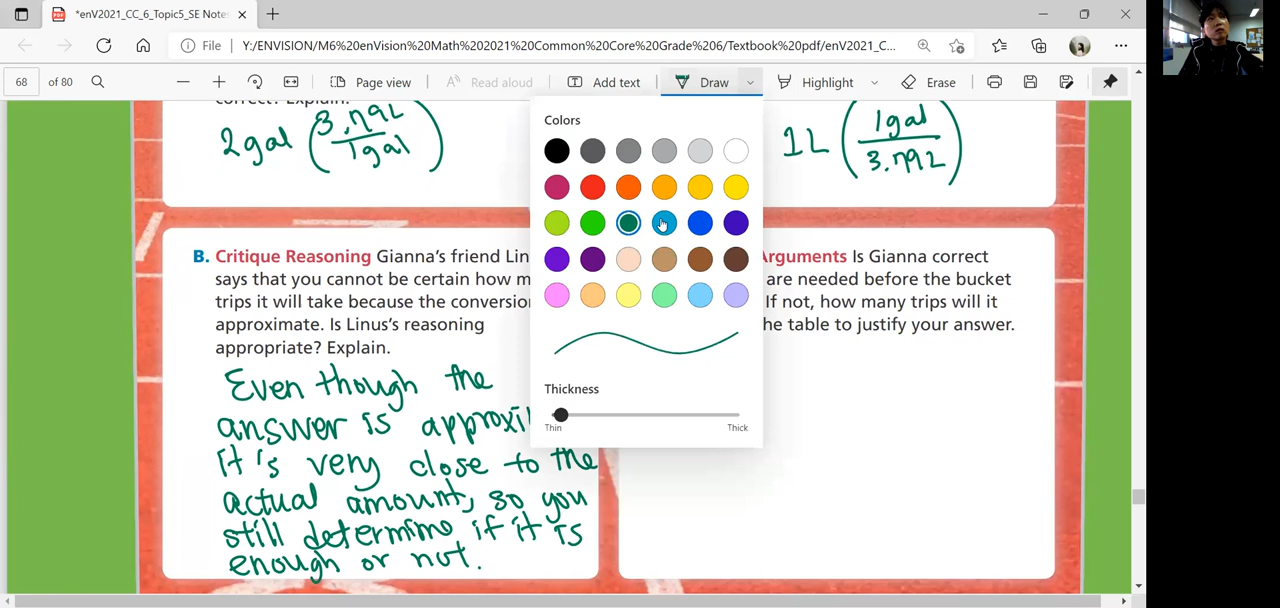 *enV2021_CC_6_Topic5_SE Note
File
Y:/ENVISION/M6%20enVision%20Math%202021%20Common%20Core%20Grade%206/Textbook%20pdf/enV2021_C...
68 of 80
Page view
Read aloud
Add text
Draw
Highlight
Erase
correct? Explain.
2gal (3.79L/1gal)
1L (1gal/3.79L)
Colors
Thickness
Thin
Thick
B. Critique Reasoning Gianna's friend Lin
says that you cannot be certain how m
trips it will take because the conversion
approximate. Is Linus's reasoning
appropriate? Explain.
Even though the
answer is approxi
it's very close to the
actual amount, so you
still determine if it is
enough or not.
Arguments Is Gianna correct
are needed before the bucket
If not, how many trips will it
he table to justify your answer.